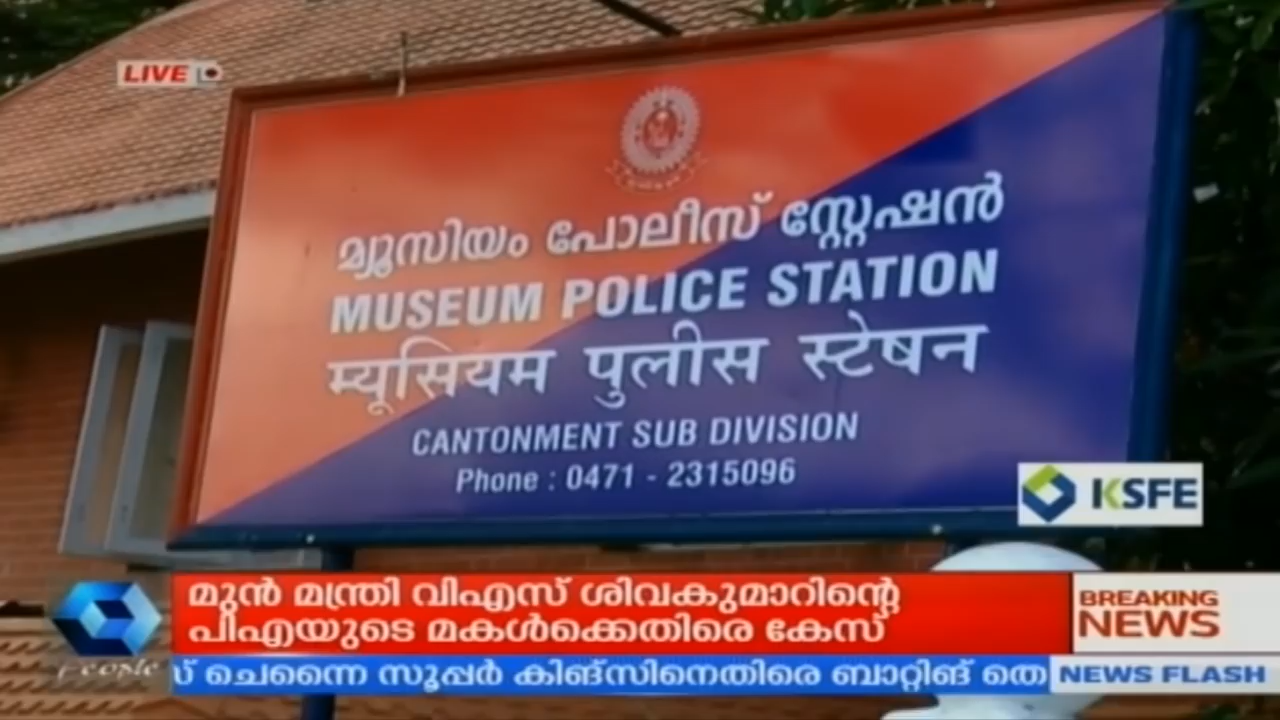 LIVE
മ്യൂസിയം പോലീസ് സ്റ്റേഷൻ
MUSEUM POLICE STATION
म्यूसियम पुलीस स्टेषन
CANTONMENT SUB DIVISION
Phone : 0471 - 2315096
KSFE
മുൻ മന്ത്രി വിഎസ് ശിവകുമാറിന്റെ
പിഎയുടെ മകൾക്കെതിരെ കേസ്
BREAKING
NEWS
people
സ് ചെന്നൈ സൂപ്പർ കിങ്സിനെതിരെ ബാറ്റിങ് തെ
NEWS FLASH